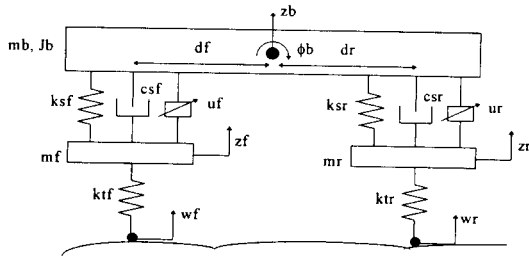 zb
mb, Jb
df
ϕb
dr
ksf
csf
uf
ksr
csr
ur
mf
zf
mr
zr
ktf
wf
ktr
wr